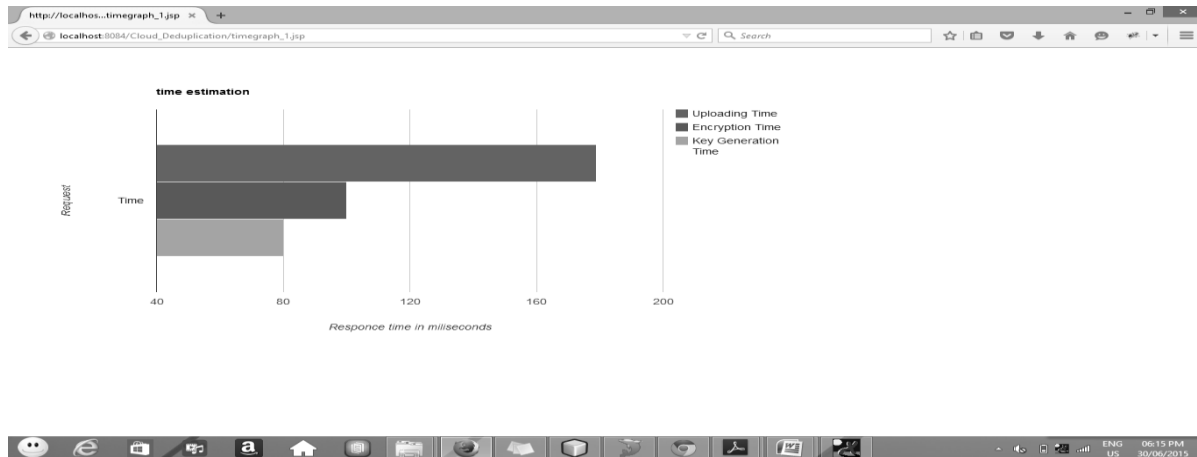 http://localhos...timegraph_1.jsp × +
localhost:8084/Cloud_Deduplication/timegraph_1.jsp
Search
time estimation
Uploading Time
Encryption Time
Key Generation
Time
Request
Time
40 80 120 160 200
Responce time in miliseconds
ENG 06:15 PM
US 30/06/2015